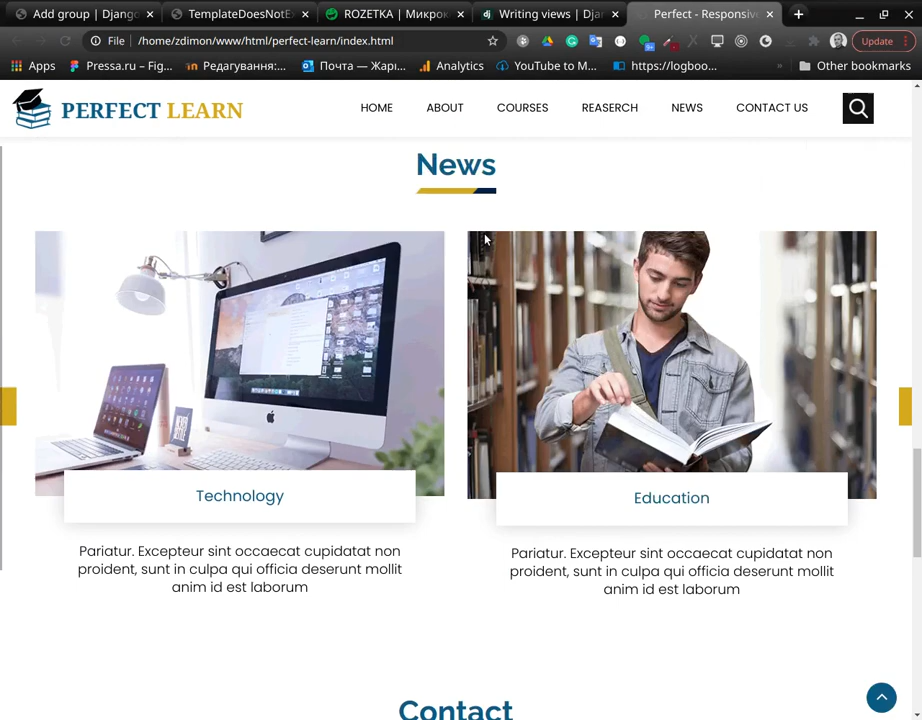 Add group | Djang
TemplateDoesNotE
ROZETKA | Микрок
Writing views | Dja
Perfect - Responsiv
File
/home/zdimon/www/html/perfect-learn/index.html
Update
Apps
Pressa.ru – Fig...
Редагування:...
Почта — Жарі...
Analytics
YouTube to M...
https://logboo...
»
Other bookmarks
PERFECT LEARN
HOME
ABOUT
COURSES
REASERCH
NEWS
CONTACT US
News
Technology
Pariatur. Excepteur sint occaecat cupidatat non
proident, sunt in culpa qui officia deserunt mollit
anim id est laborum
Education
Pariatur. Excepteur sint occaecat cupidatat non
proident, sunt in culpa qui officia deserunt mollit
anim id est laborum
Contact